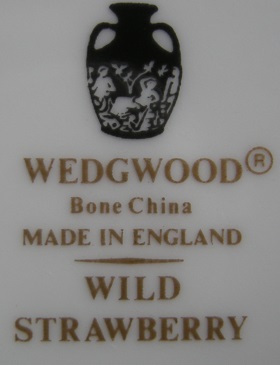 WEDGWOOD®
Bone China
MADE IN ENGLAND
WILD
STRAWBERRY